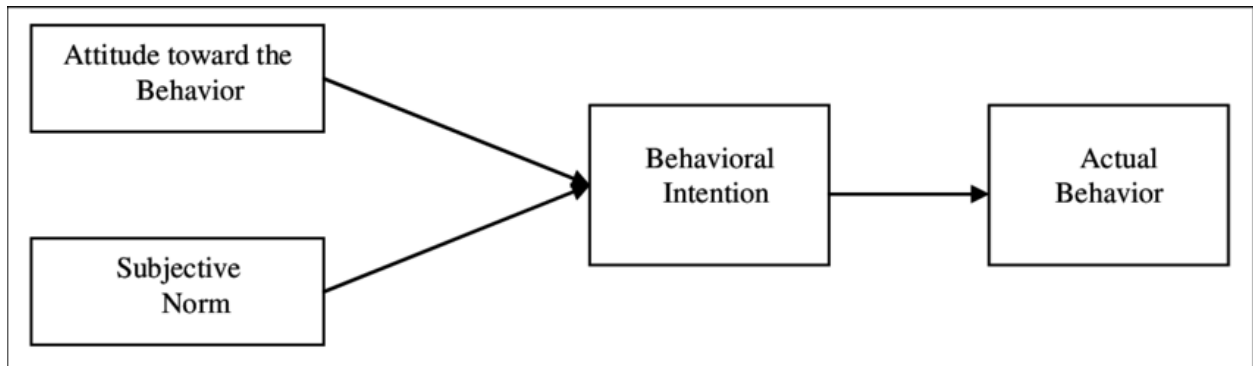 Attitude toward the
Behavior
Subjective
Norm
Behavioral
Intention
Actual
Behavior